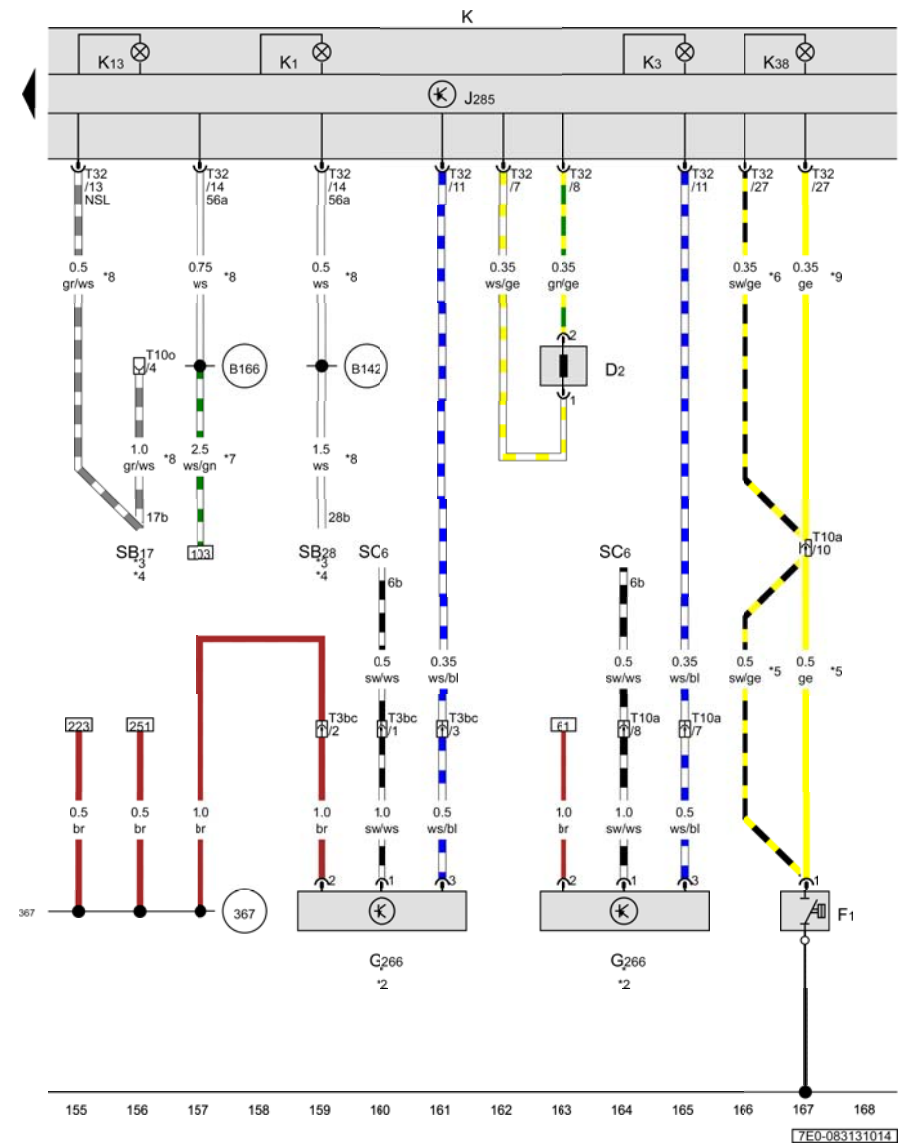 K
K13
K1
K3
K38
J285
T32 /13 NSL
T32 /14 56a
T32 /14 56a
T32 /11
T32 /7
T32 /8
T32 /11
T32 /27
T32 /27
0.5 gr/ws *8
0.75 ws *8
0.5 ws *8
0.35 ws/ge
0.35 gn/ge
0.35 sw/ge *6
0.35 ge *9
2
T10o /4
B166
B142
D2
1
1.0 gr/ws *8
2.5 ws/gn *7
1.5 ws *8
17b
28b
T10a /10
SB17 *3 *4
103
SB28 *3 *4
SC6
SC6
6b
6b
0.5 sw/ws
0.35 ws/bl
0.5 sw/ws
0.35 ws/bl
0.5 sw/ge *5
0.5 ge *5
223
251
T3bc /2
T3bc /1
T3bc /3
61
T10a /8
T10a /7
0.5 br
0.5 br
1.0 br
1.0 br
1.0 sw/ws
0.5 ws/bl
1.0 br
1.0 sw/ws
0.5 ws/bl
2
1
3
2
1
3
1
367
367
F1
G266 *2
G266 *2
155 156 157 158 159 160 161 162 163 164 165 166 167 168
7E0-083131014